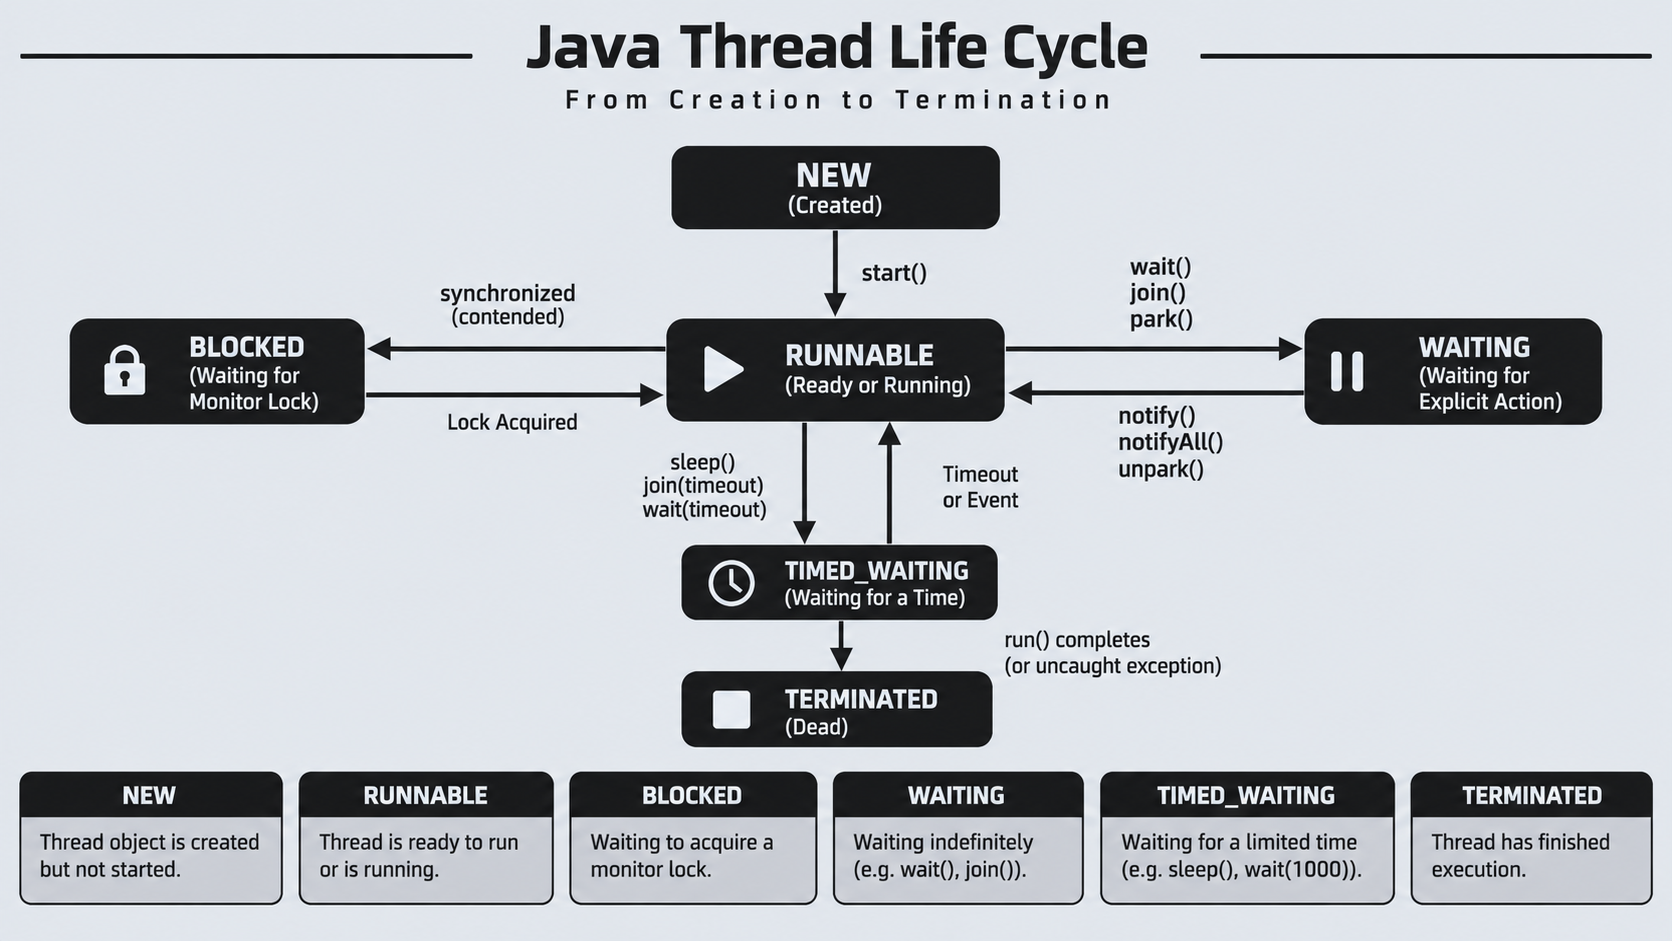 Java Thread Life Cycle
From Creation to Termination
NEW
(Created)
start()
synchronized
(contended)
wait()
join()
park()
BLOCKED
(Waiting for
Monitor Lock)
RUNNABLE
(Ready or Running)
WAITING
(Waiting for
Explicit Action)
Lock Acquired
notify()
notifyAll()
unpark()
sleep()
join(timeout)
wait(timeout)
Timeout
or Event
TIMED_WAITING
(Waiting for a Time)
run() completes
(or uncaught exception)
TERMINATED
(Dead)
NEW
Thread object is created
but not started.
RUNNABLE
Thread is ready to run
or is running.
BLOCKED
Waiting to acquire a
monitor lock.
WAITING
Waiting indefinitely
(e.g. wait(), join()).
TIMED_WAITING
Waiting for a limited time
(e.g. sleep(), wait(1000)).
TERMINATED
Thread has finished
execution.